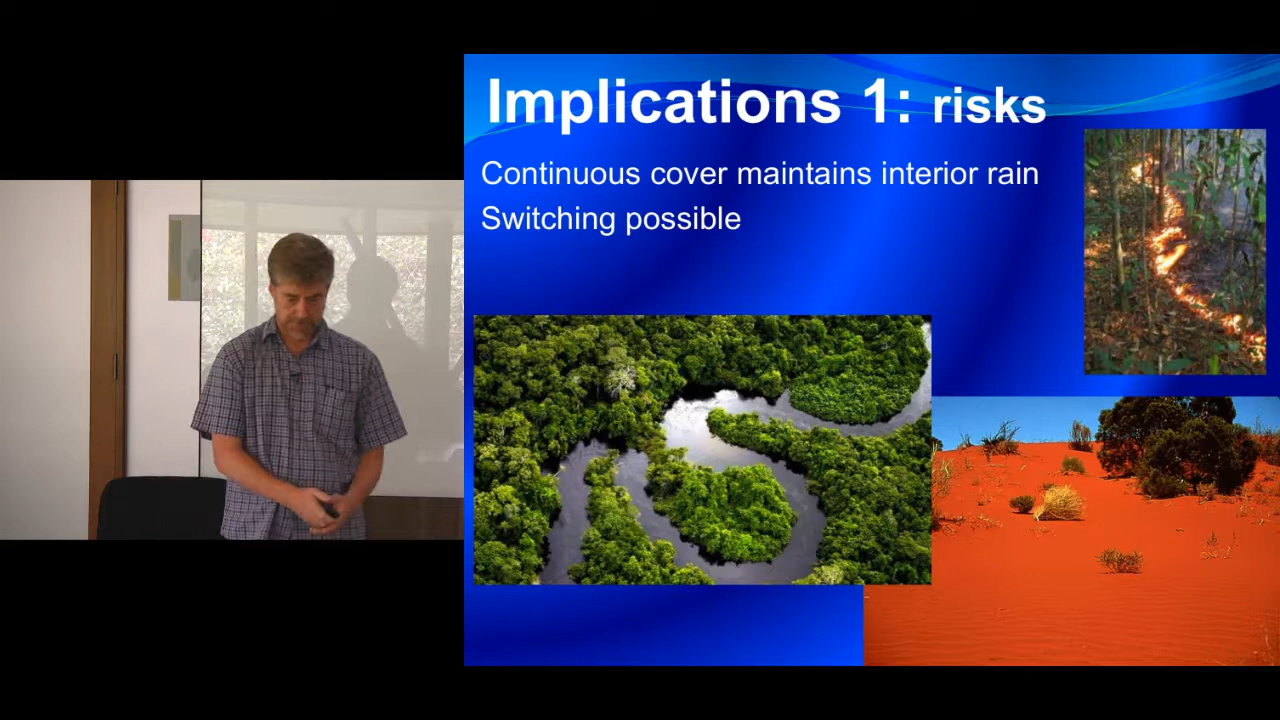 Implications 1: risks
Continuous cover maintains interior rain
Switching possible